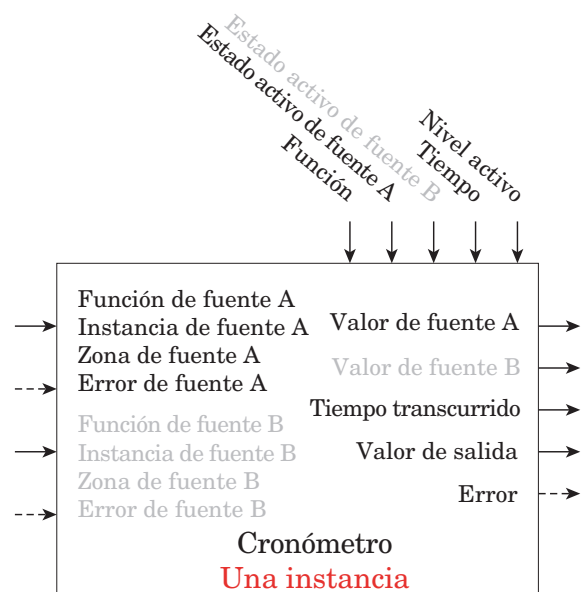 Estado activo de fuente B
Estado activo de fuente A
Función
Nivel activo
Tiempo
Función de fuente A
Instancia de fuente A
Zona de fuente A
Error de fuente A
Función de fuente B
Instancia de fuente B
Zona de fuente B
Error de fuente B
Valor de fuente A
Valor de fuente B
Tiempo transcurrido
Valor de salida
Error
Cronómetro
Una instancia